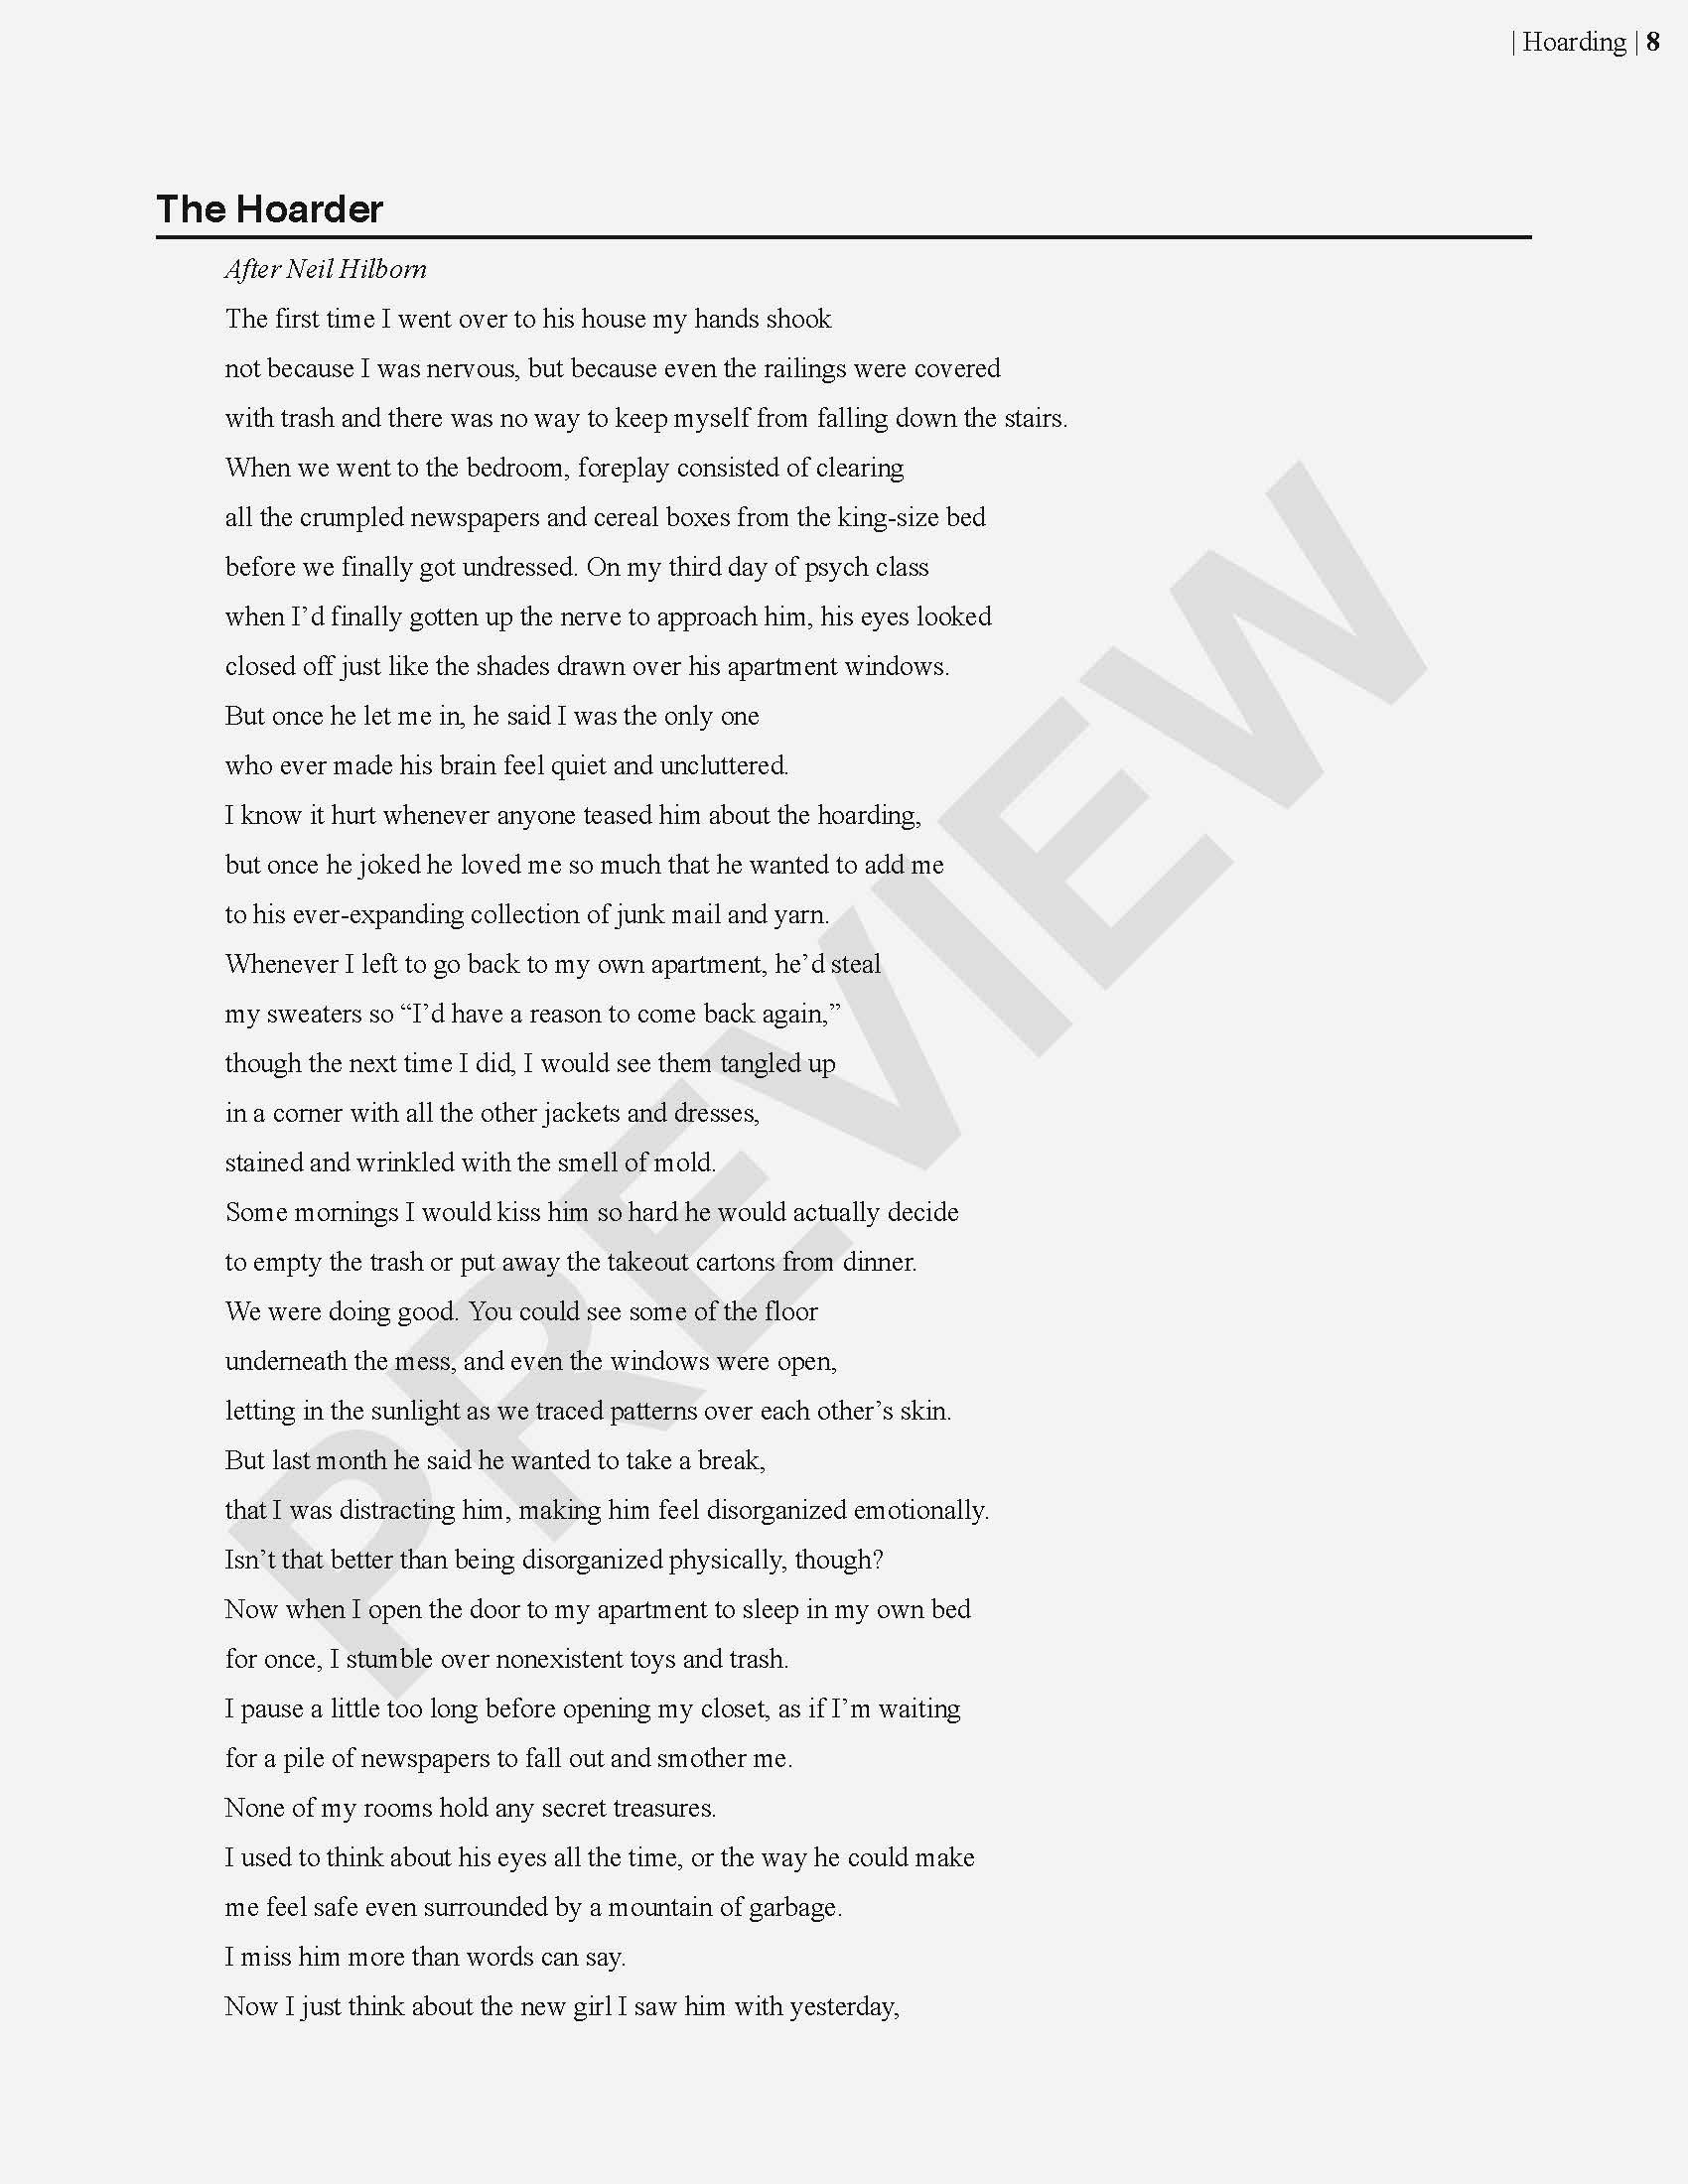 | Hoarding | 8
The Hoarder
After Neil Hilborn
The first time I went over to his house my hands shook
not because I was nervous, but because even the railings were covered
with trash and there was no way to keep myself from falling down the stairs.
When we went to the bedroom, foreplay consisted of clearing
all the crumpled newspapers and cereal boxes from the king-size bed
before we finally got undressed. On my third day of psych class
when I’d finally gotten up the nerve to approach him, his eyes looked
closed off just like the shades drawn over his apartment windows.
But once he let me in, he said I was the only one
who ever made his brain feel quiet and uncluttered.
I know it hurt whenever anyone teased him about the hoarding,
but once he joked he loved me so much that he wanted to add me
to his ever-expanding collection of junk mail and yarn.
Whenever I left to go back to my own apartment, he’d steal
my sweaters so “I’d have a reason to come back again,”
though the next time I did, I would see them tangled up
in a corner with all the other jackets and dresses,
stained and wrinkled with the smell of mold.
Some mornings I would kiss him so hard he would actually decide
to empty the trash or put away the takeout cartons from dinner.
We were doing good. You could see some of the floor
underneath the mess, and even the windows were open,
letting in the sunlight as we traced patterns over each other’s skin.
But last month he said he wanted to take a break,
that I was distracting him, making him feel disorganized emotionally.
Isn’t that better than being disorganized physically, though?
Now when I open the door to my apartment to sleep in my own bed
for once, I stumble over nonexistent toys and trash.
I pause a little too long before opening my closet, as if I’m waiting
for a pile of newspapers to fall out and smother me.
None of my rooms hold any secret treasures.
I used to think about his eyes all the time, or the way he could make
me feel safe even surrounded by a mountain of garbage.
I miss him more than words can say.
Now I just think about the new girl I saw him with yesterday,
PREVIEW